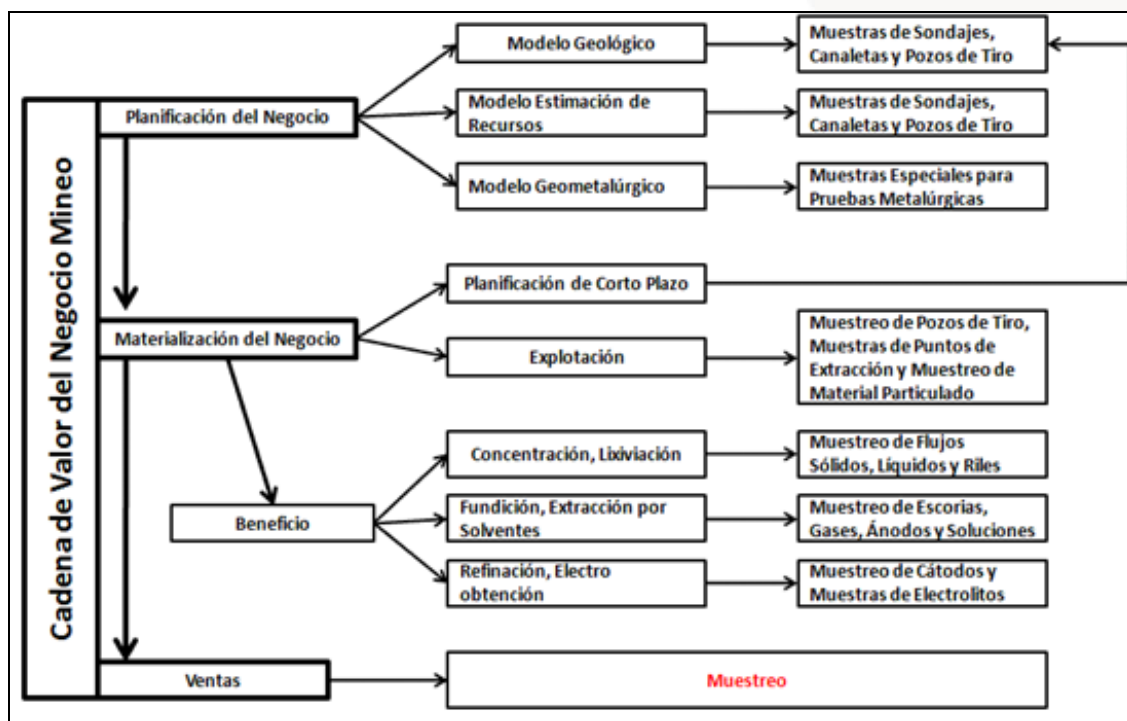 Cadena de Valor del Negocio Mineo
Planificación del Negocio
Modelo Geológico
Muestras de Sondajes,
Canaletas y Pozos de Tiro
Modelo Estimación de
Recursos
Muestras de Sondajes,
Canaletas y Pozos de Tiro
Modelo Geometalúrgico
Muestras Especiales para
Pruebas Metalúrgicas
Materialización del Negocio
Planificación de Corto Plazo
Explotación
Muestreo de Pozos de Tiro,
Muestras de Puntos de
Extracción y Muestreo de
Material Particulado
Beneficio
Concentración, Lixiviación
Muestreo de Flujos
Sólidos, Líquidos y Riles
Fundición, Extracción por
Solventes
Muestreo de Escorias,
Gases, Ánodos y Soluciones
Refinación, Electro
obtención
Muestreo de Cátodos y
Muestras de Electrolitos
Ventas
Muestreo